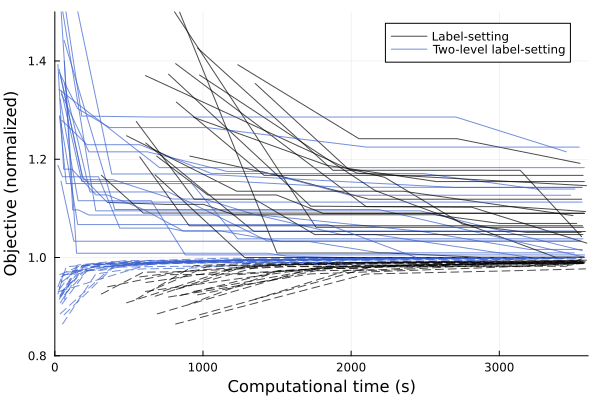 Objective (normalized)
1.4
1.2
1.0
0.8
Label-setting
Two-level label-setting
0
1000
2000
3000
Computational time (s)